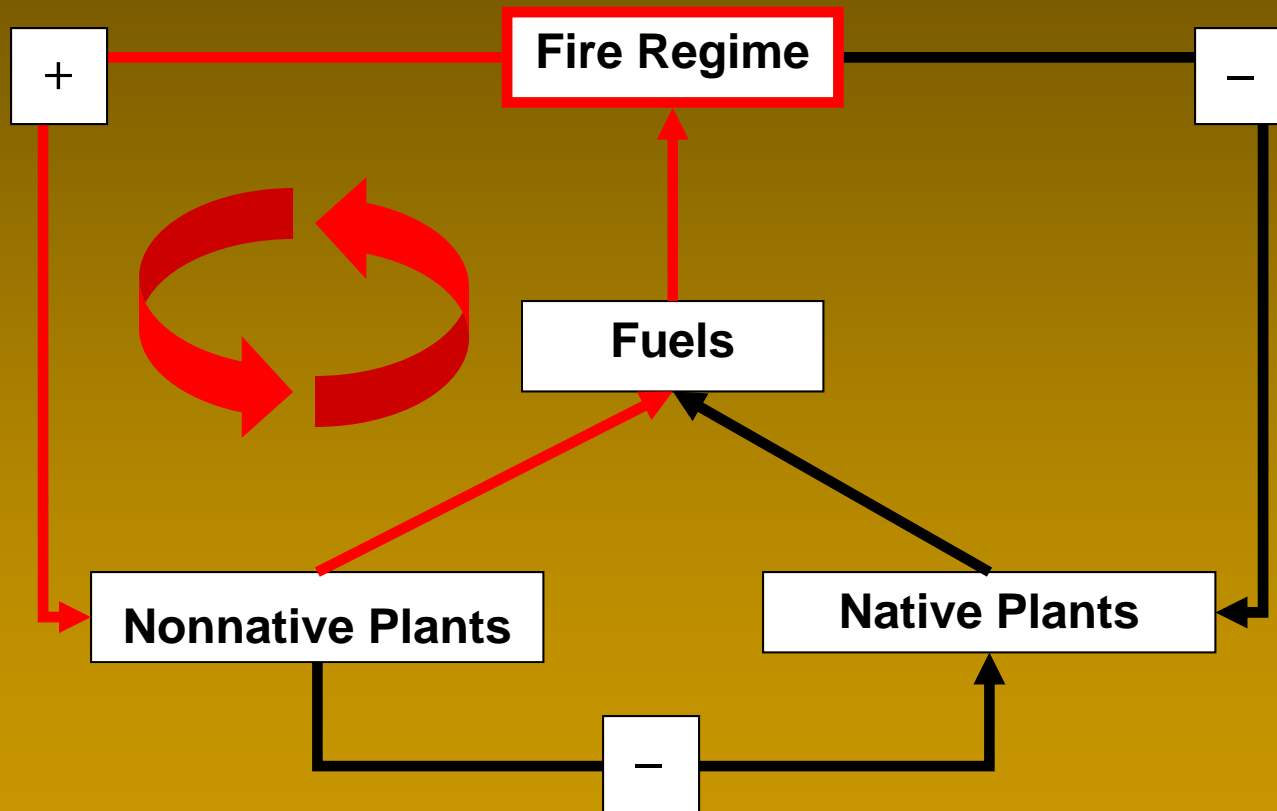 Fire Regime
+
−
Fuels
Nonnative Plants
Native Plants
−